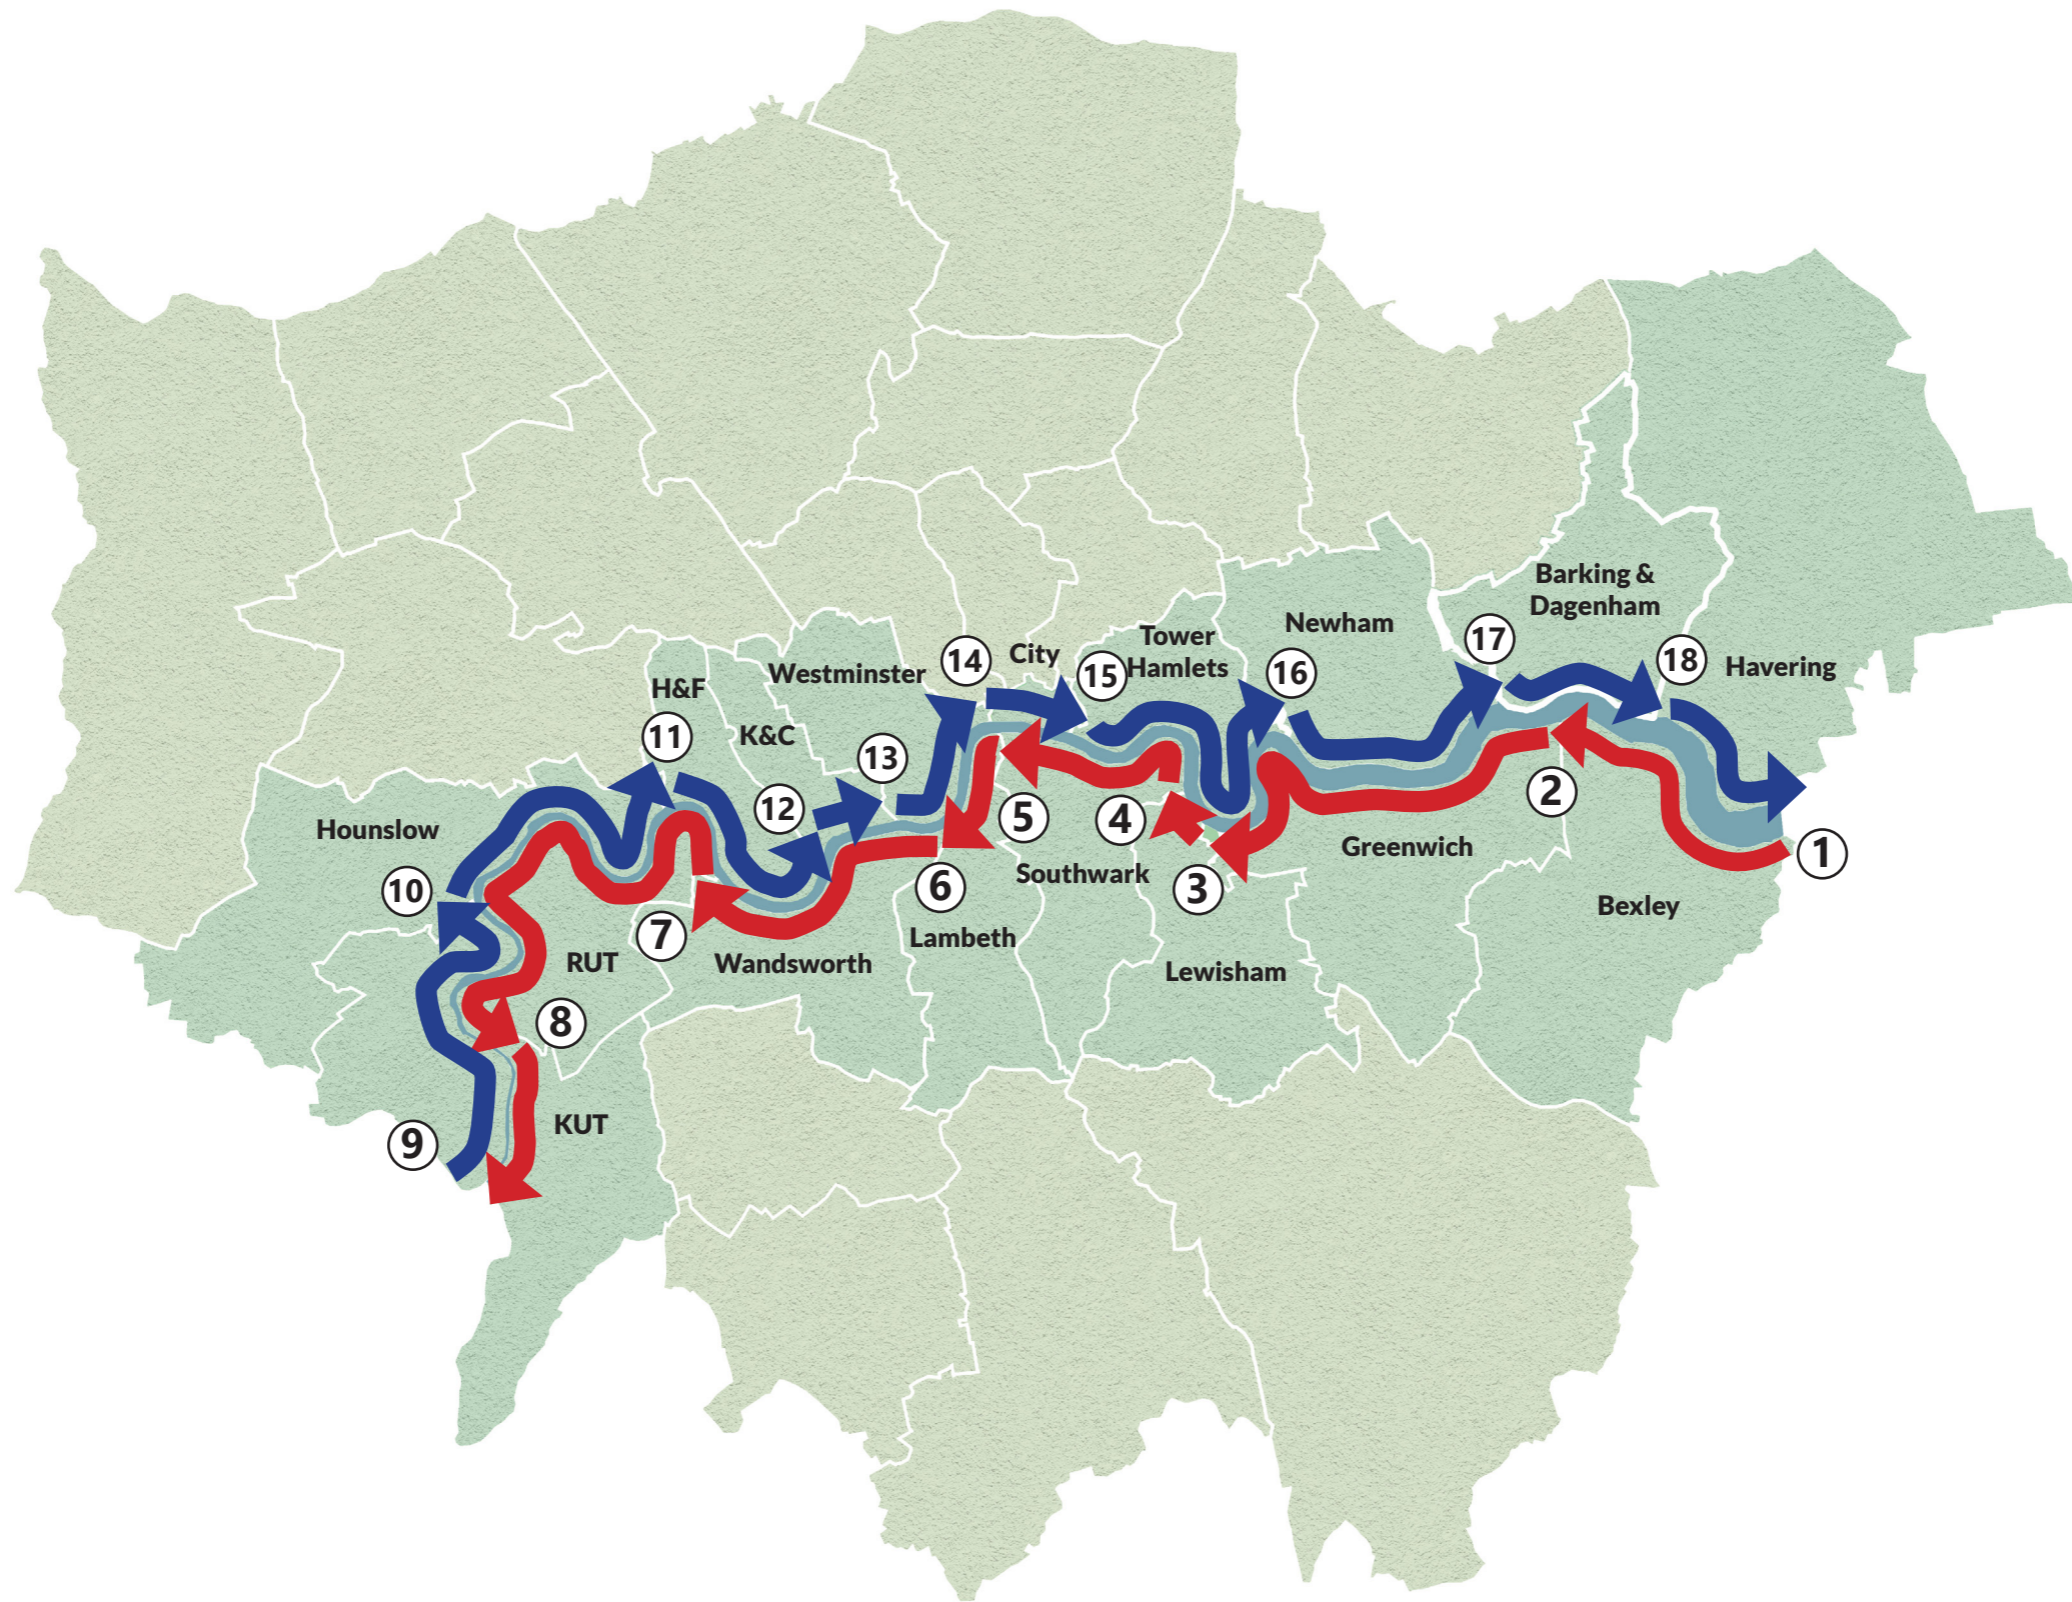 Barking &
Dagenham
Newham
17
Tower
Hamlets
City
14
15
16
18
Havering
Westminster
H&F
K&C
11
13
12
Hounslow
10
5
4
2
1
Greenwich
Southwark
3
6
Bexley
7
Lambeth
RUT
Wandsworth
Lewisham
8
KUT
9